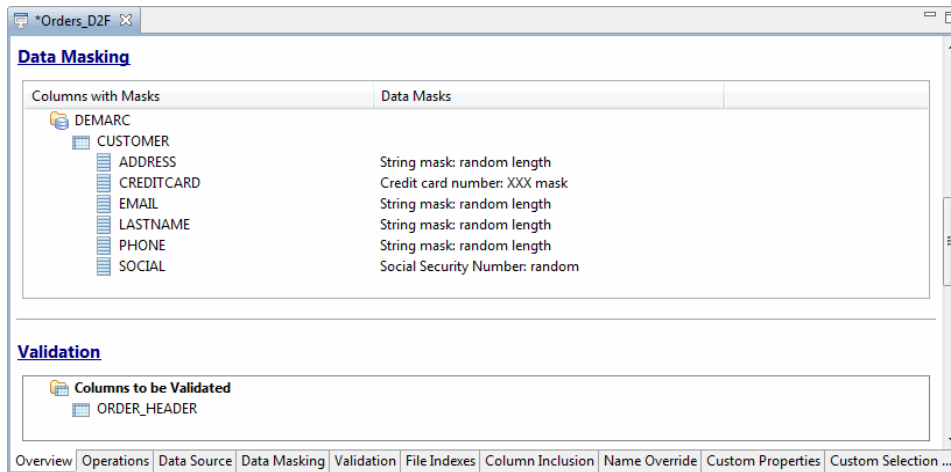 *Orders_D2F
Data Masking
Columns with Masks Data Masks
DEMARC
CUSTOMER
ADDRESS String mask: random length
CREDITCARD Credit card number: XXX mask
EMAIL String mask: random length
LASTNAME String mask: random length
PHONE String mask: random length
SOCIAL Social Security Number: random
Validation
Columns to be Validated
ORDER_HEADER
Overview Operations Data Source Data Masking Validation File Indexes Column Inclusion Name Override Custom Properties Custom Selection ...